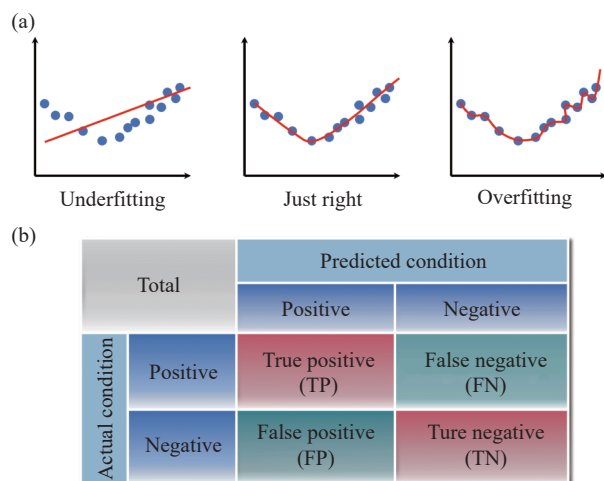 (a)
Underfitting
Just right
Overfitting
(b)
Total
Predicted condition
Positive
Negative
Actual condition
Positive
True positive
(TP)
False negative
(FN)
Negative
False positive
(FP)
Ture negative
(TN)